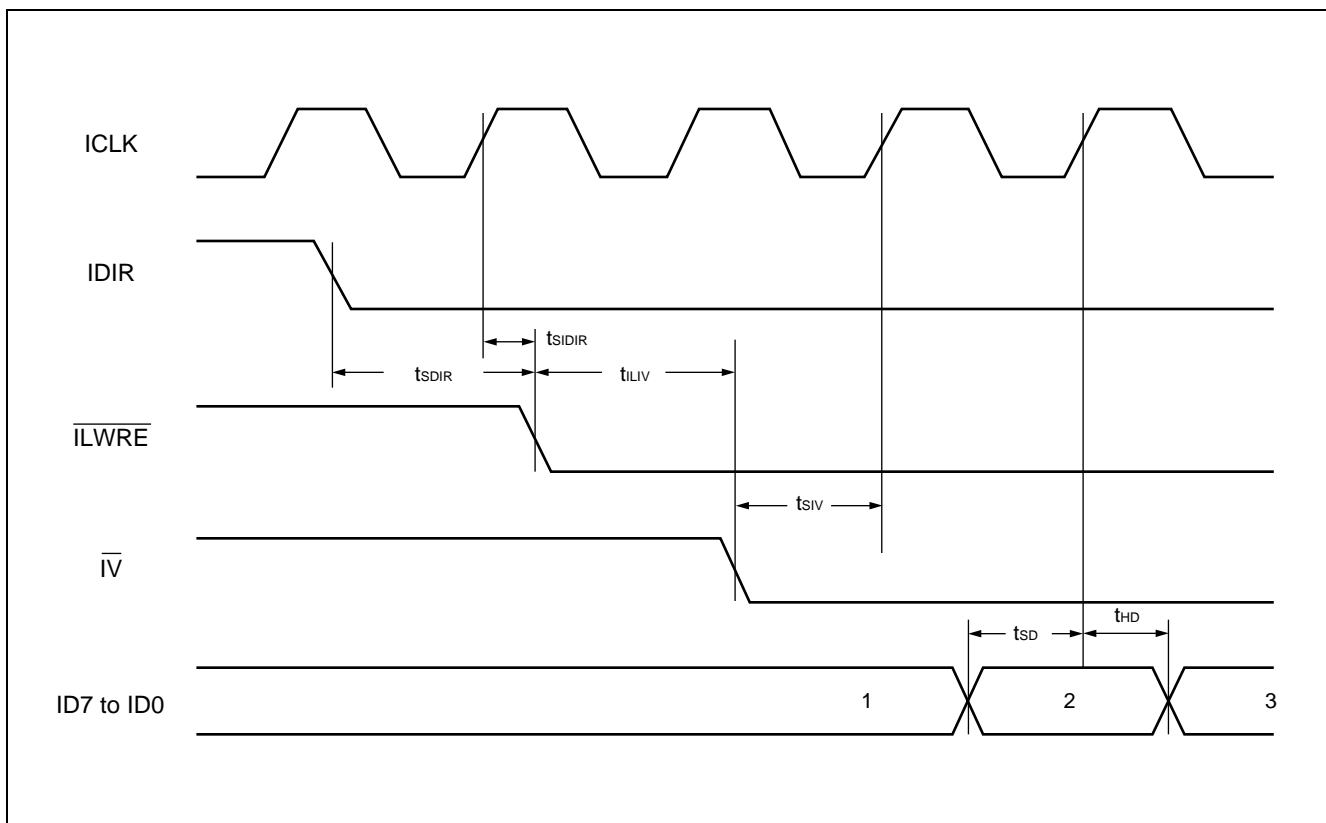 ICLK
IDIR
tSIDIR
tSDIR
tILIV
ILWRE
tSIV
IV
tSD
tHD
ID7 to ID0
1
2
3